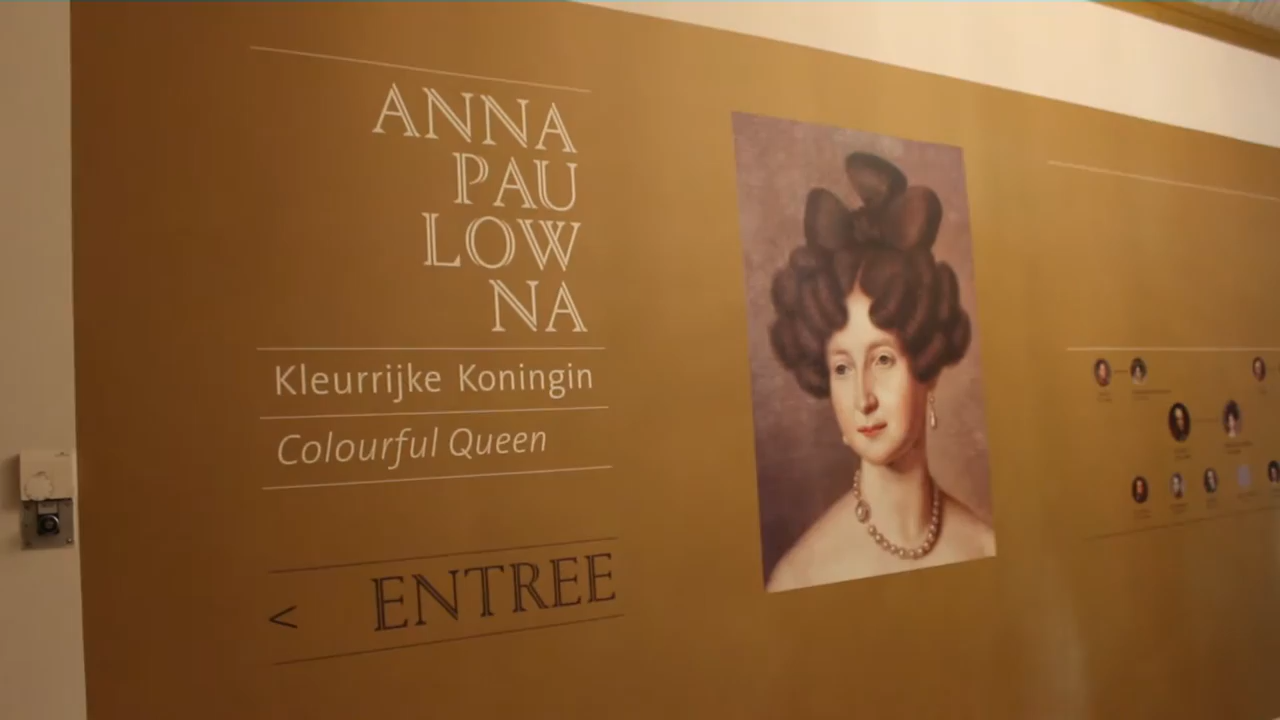 ANNA
PAU
LOW
NA
Kleurrijke Koningin
Colourful Queen
< ENTREE